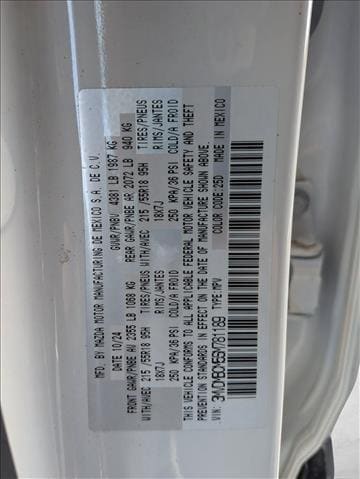 MFD. BY MAZDA MOTOR MANUFACTURING DE MEXICO S.A. DE C.V.
10/24 GVWR/PNBV 4381 LB 1987 KG
FRONT GAWR/PNBE AV 2355 LB 1068 KG REAR GAWR/PNBE AR 2072 LB 940 KG
WITH/AVEC 215/55R18 95H TIRES/PNEUS WITH/AVEC 215/55R18 95H TIRES/PNEUS
18X7J RIMS/JANTES 18X7J RIMS/JANTES
250 KPA/36 PSI COLD/A FROID 250 KPA/36 PSI COLD/A FROID
THIS VEHICLE CONFORMS TO ALL APPLICABLE FEDERAL MOTOR VEHICLE SAFETY AND THEFT
PREVENTION STANDARDS IN EFFECT ON THE DATE OF MANUFACTURE SHOWN ABOVE.
VIN: TYPE:MPV COLOR CODE:25D MADE IN MEXICO